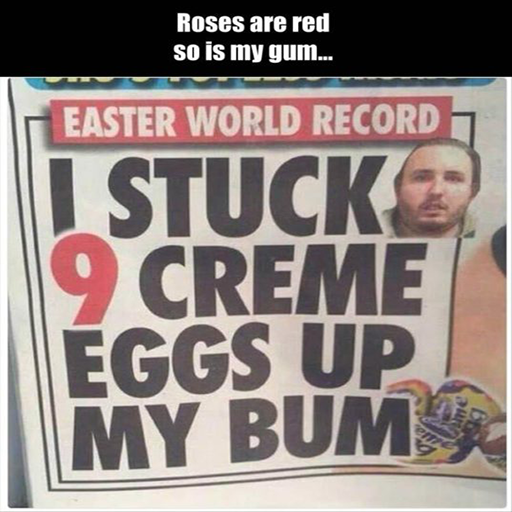 Roses are red
so is my gum...
EASTER WORLD RECORD
I STUCK
9 CREME
EGGS UP
MY BUM